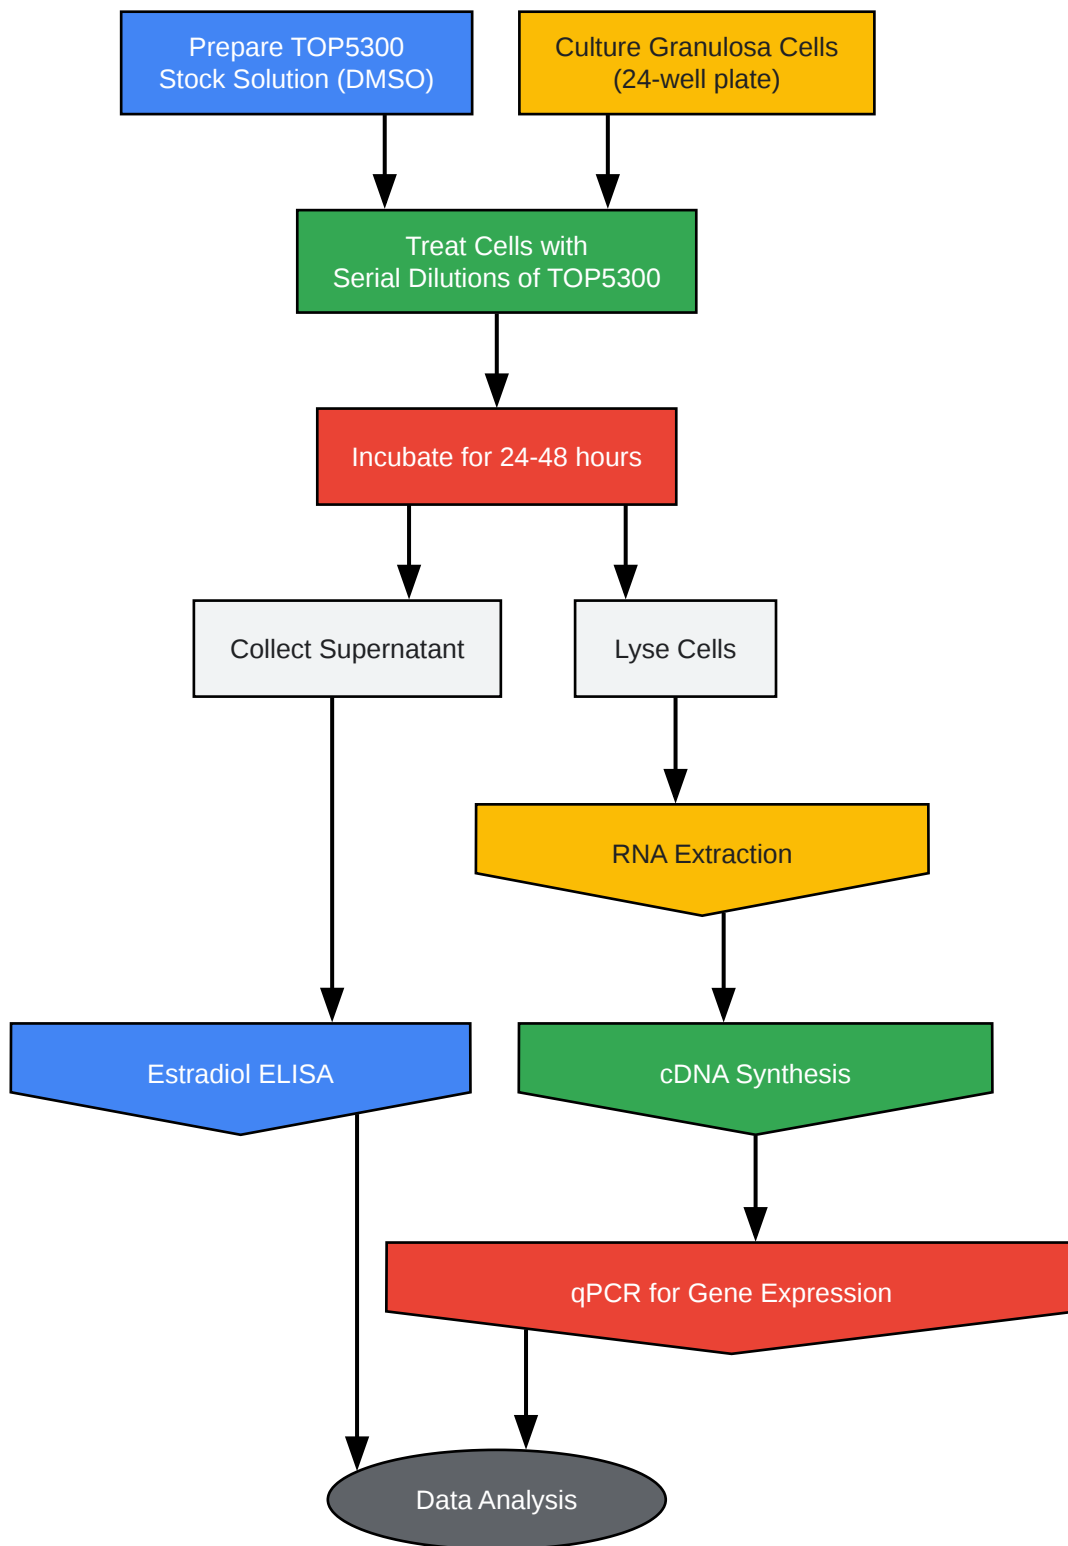 Prepare TOP5300
Stock Solution (DMSO)
Culture Granulosa Cells
(24-well plate)
Treat Cells with
Serial Dilutions of TOP5300
Incubate for 24-48 hours
Collect Supernatant
Lyse Cells
RNA Extraction
Estradiol ELISA
cDNA Synthesis
qPCR for Gene Expression
Data Analysis